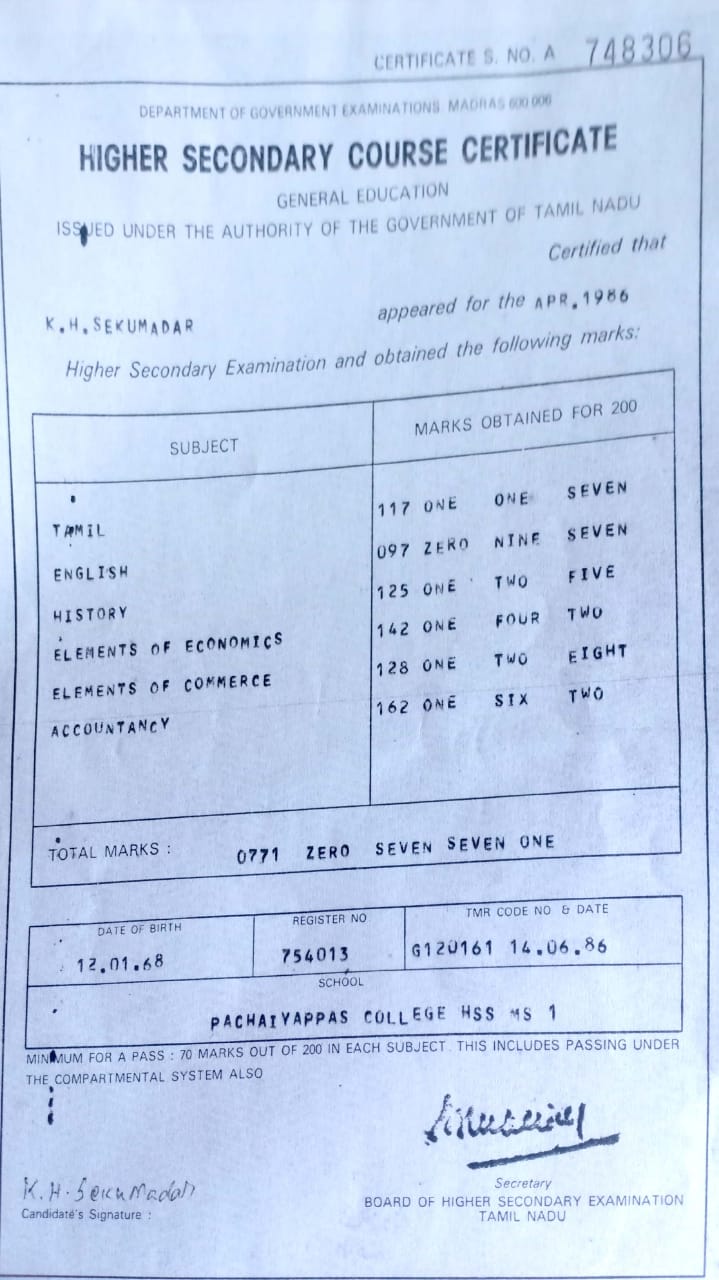 CERTIFICATE S. NO. A 748306
DEPARTMENT OF GOVERNMENT EXAMINATIONS MADRAS 600 006
HIGHER SECONDARY COURSE CERTIFICATE
GENERAL EDUCATION
ISSUED UNDER THE AUTHORITY OF THE GOVERNMENT OF TAMIL NADU
Certified that
K.H.SEKUMADAR appeared for the APR.1986
Higher Secondary Examination and obtained the following marks:
SUBJECT MARKS OBTAINED FOR 200
TAMIL 117 ONE ONE SEVEN
ENGLISH 097 ZERO NINE SEVEN
HISTORY 125 ONE TWO FIVE
ELEMENTS OF ECONOMICS 142 ONE FOUR TWO
ELEMENTS OF COMMERCE 128 ONE TWO EIGHT
ACCOUNTANCY 162 ONE SIX TWO
TOTAL MARKS : 0771 ZERO SEVEN SEVEN ONE
DATE OF BIRTH REGISTER NO TMR CODE NO & DATE
12.01.68 754013 G120161 14.06.86
SCHOOL
PACHAIYAPPAS COLLEGE HSS MS 1
MINIMUM FOR A PASS : 70 MARKS OUT OF 200 IN EACH SUBJECT. THIS INCLUDES PASSING UNDER
THE COMPARTMENTAL SYSTEM ALSO
K.H.SekuMadar
Candidate's Signature :
Secretary
BOARD OF HIGHER SECONDARY EXAMINATION
TAMIL NADU